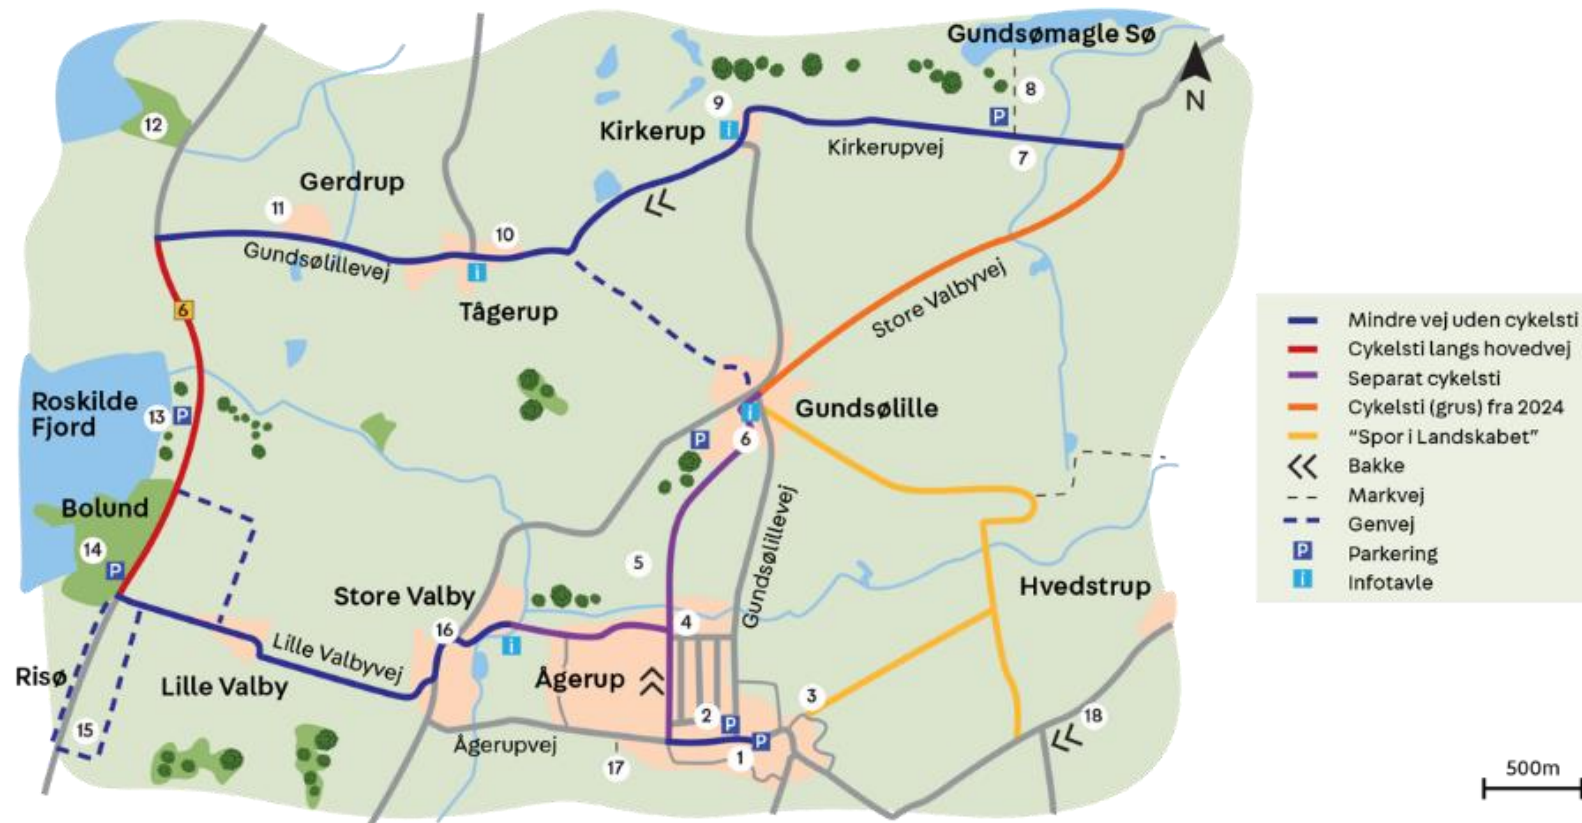 Gundsømagle Sø
N
8
9
P
Kirkerup
i
Kirkerupvej
7
12
Gerdrup
11
10
Gundsølillevej
i
Tågerup
Store Valbyvej
6
Roskilde
Fjord
13
P
Gundsølille
i
P
6
Bolund
14
P
Gundsølillevej
5
Store Valby
16
4
Hvedstrup
i
Lille Valbyvej
Ågerup
Risø
Lille Valby
3
2
P
18
15
Ågerupvej
P
1
17
Mindre vej uden cykelsti
Cykelsti langs hovedvej
Separat cykelsti
Cykelsti (grus) fra 2024
“Spor i Landskabet”
Bakke
Markvej
Genvej
P Parkering
i Infotavle
500m